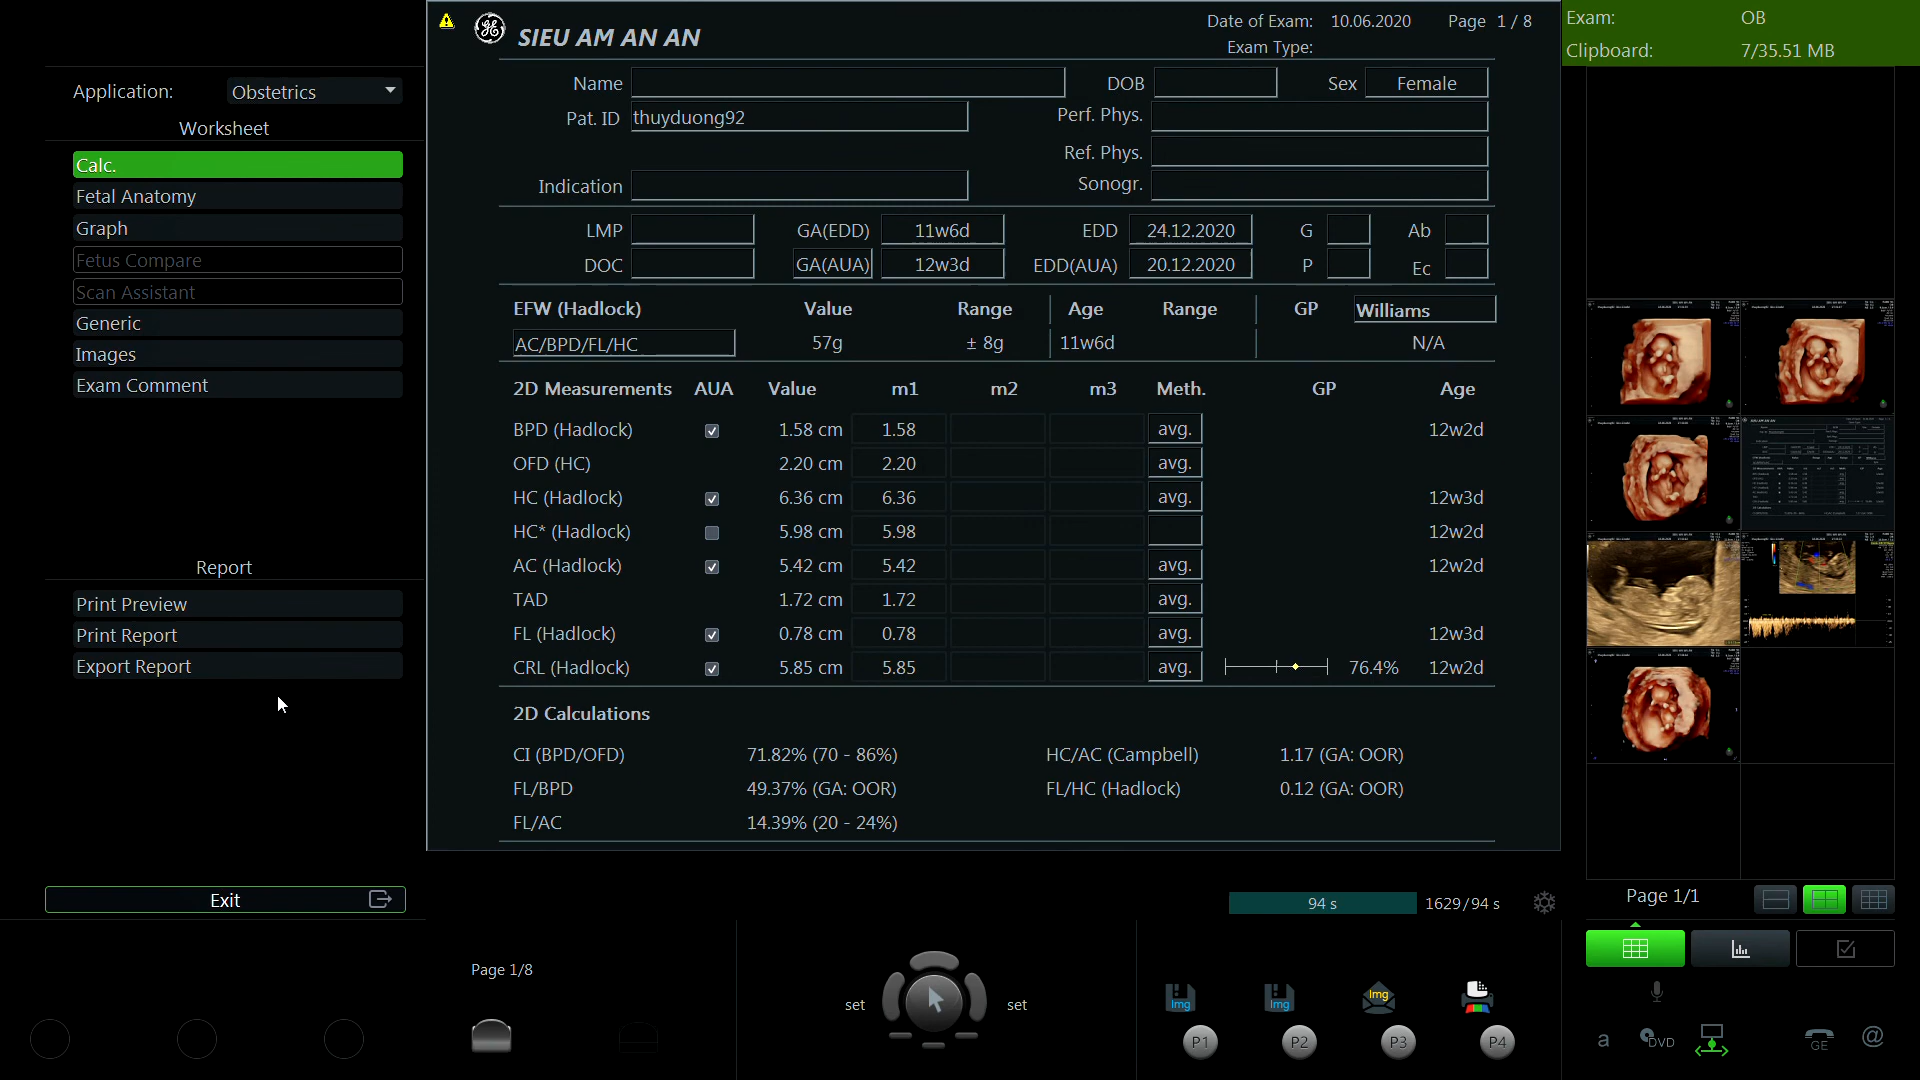 SIEU AM AN AN
Date of Exam: 10.06.2020 Page 1 / 8
Exam Type:
Exam: OB
Clipboard: 7/35.51 MB
Application: Obstetrics
Worksheet
Calc.
Fetal Anatomy
Graph
Fetus Compare
Scan Assistant
Generic
Images
Exam Comment
Report
Print Preview
Print Report
Export Report
Exit
Name DOB Sex Female
Pat. ID thuyduong92 Perf. Phys.
Ref. Phys.
Indication Sonogr.
LMP GA(EDD) 11w6d EDD 24.12.2020 G Ab
DOC GA(AUA) 12w3d EDD(AUA) 20.12.2020 P Ec
EFW (Hadlock) Value Range Age Range GP Williams
AC/BPD/FL/HC 57g ± 8g 11w6d N/A
2D Measurements AUA Value m1 m2 m3 Meth. GP Age
BPD (Hadlock) 1.58 cm 1.58 avg. 12w2d
OFD (HC) 2.20 cm 2.20 avg.
HC (Hadlock) 6.36 cm 6.36 avg. 12w3d
HC* (Hadlock) 5.98 cm 5.98 12w2d
AC (Hadlock) 5.42 cm 5.42 avg. 12w2d
TAD 1.72 cm 1.72 avg.
FL (Hadlock) 0.78 cm 0.78 avg. 12w3d
CRL (Hadlock) 5.85 cm 5.85 avg. 76.4% 12w2d
2D Calculations
CI (BPD/OFD) 71.82% (70 - 86%) HC/AC (Campbell) 1.17 (GA: OOR)
FL/BPD 49.37% (GA: OOR) FL/HC (Hadlock) 0.12 (GA: OOR)
FL/AC 14.39% (20 - 24%)
94 s 1629/94 s
Page 1/1
Page 1/8
set set
Img Img Img
P1 P2 P3 P4
a DVD GE @